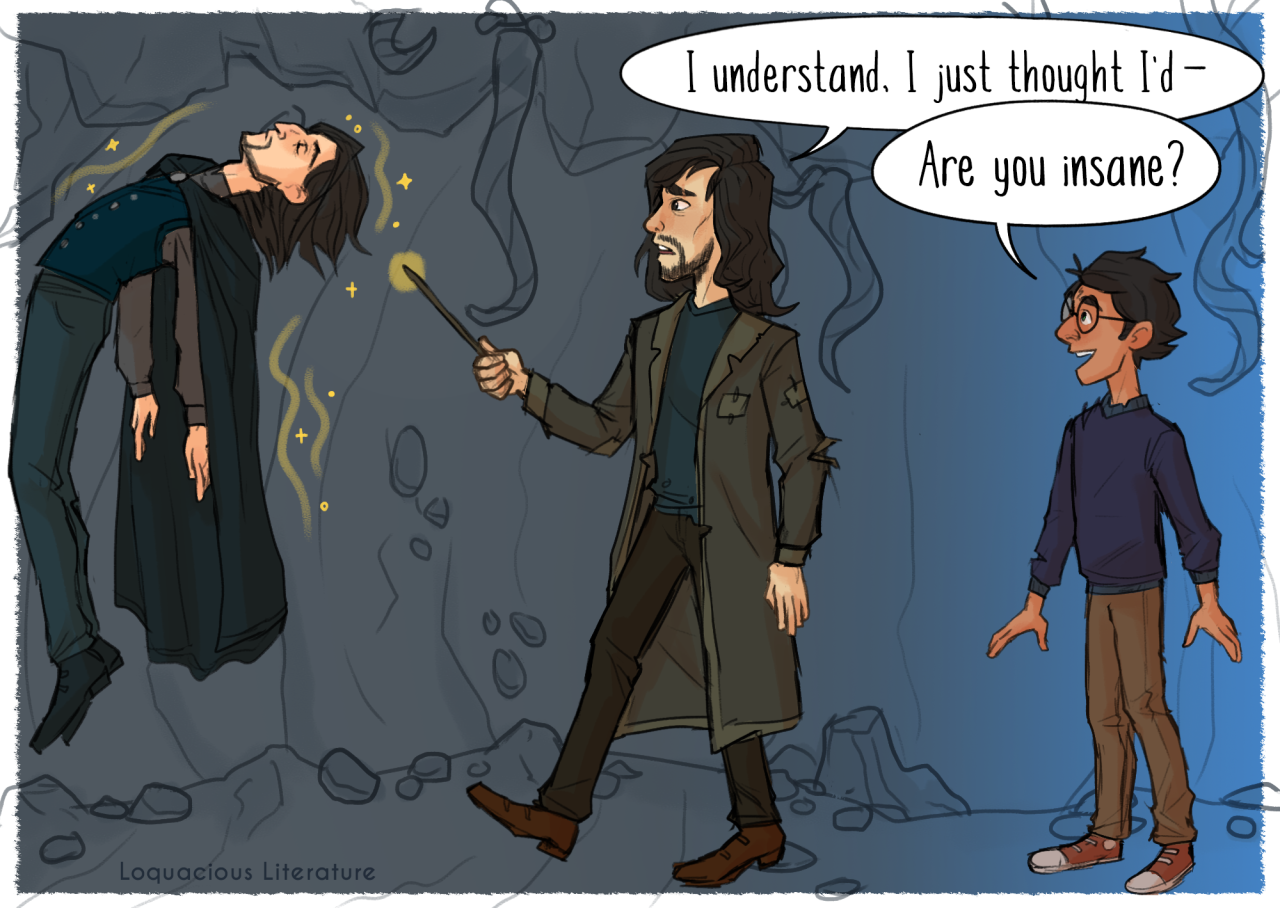 I understand, I just thought I'd –
Are you insane?
Loquacious Literature